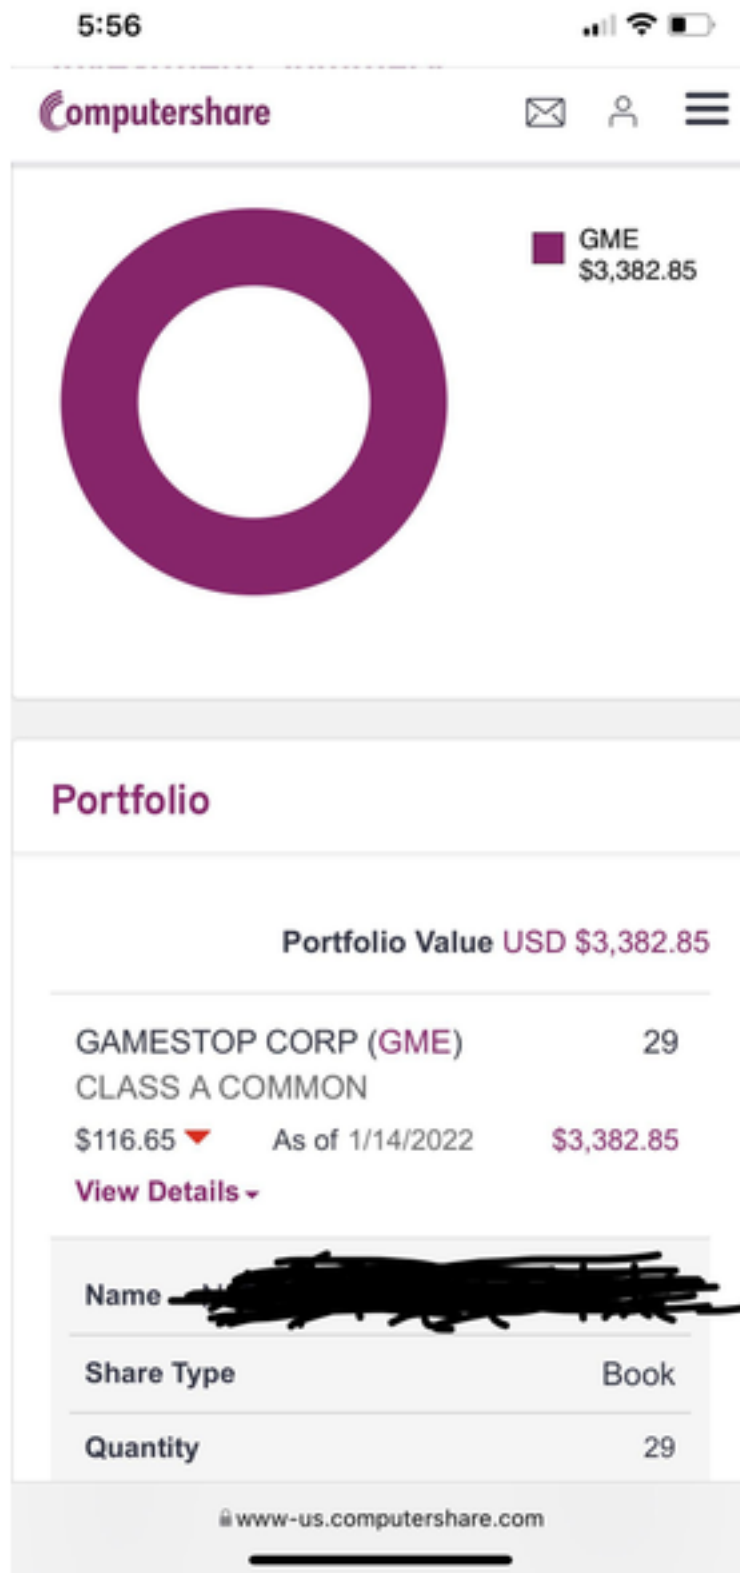 5:56
Computershare
GME
$3,382.85
Portfolio
Portfolio Value USD $3,382.85
GAMESTOP CORP (GME) 29
CLASS A COMMON
$116.65 As of 1/14/2022 $3,382.85
View Details
Name
Share Type Book
Quantity 29
www-us.computershare.com